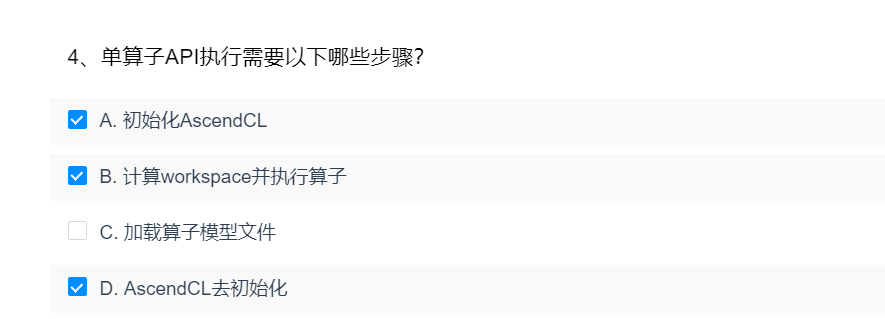 4、单算子API执行需要以下哪些步骤?
A. 初始化AscendCL
B. 计算workspace并执行算子
C. 加载算子模型文件
D. AscendCL去初始化